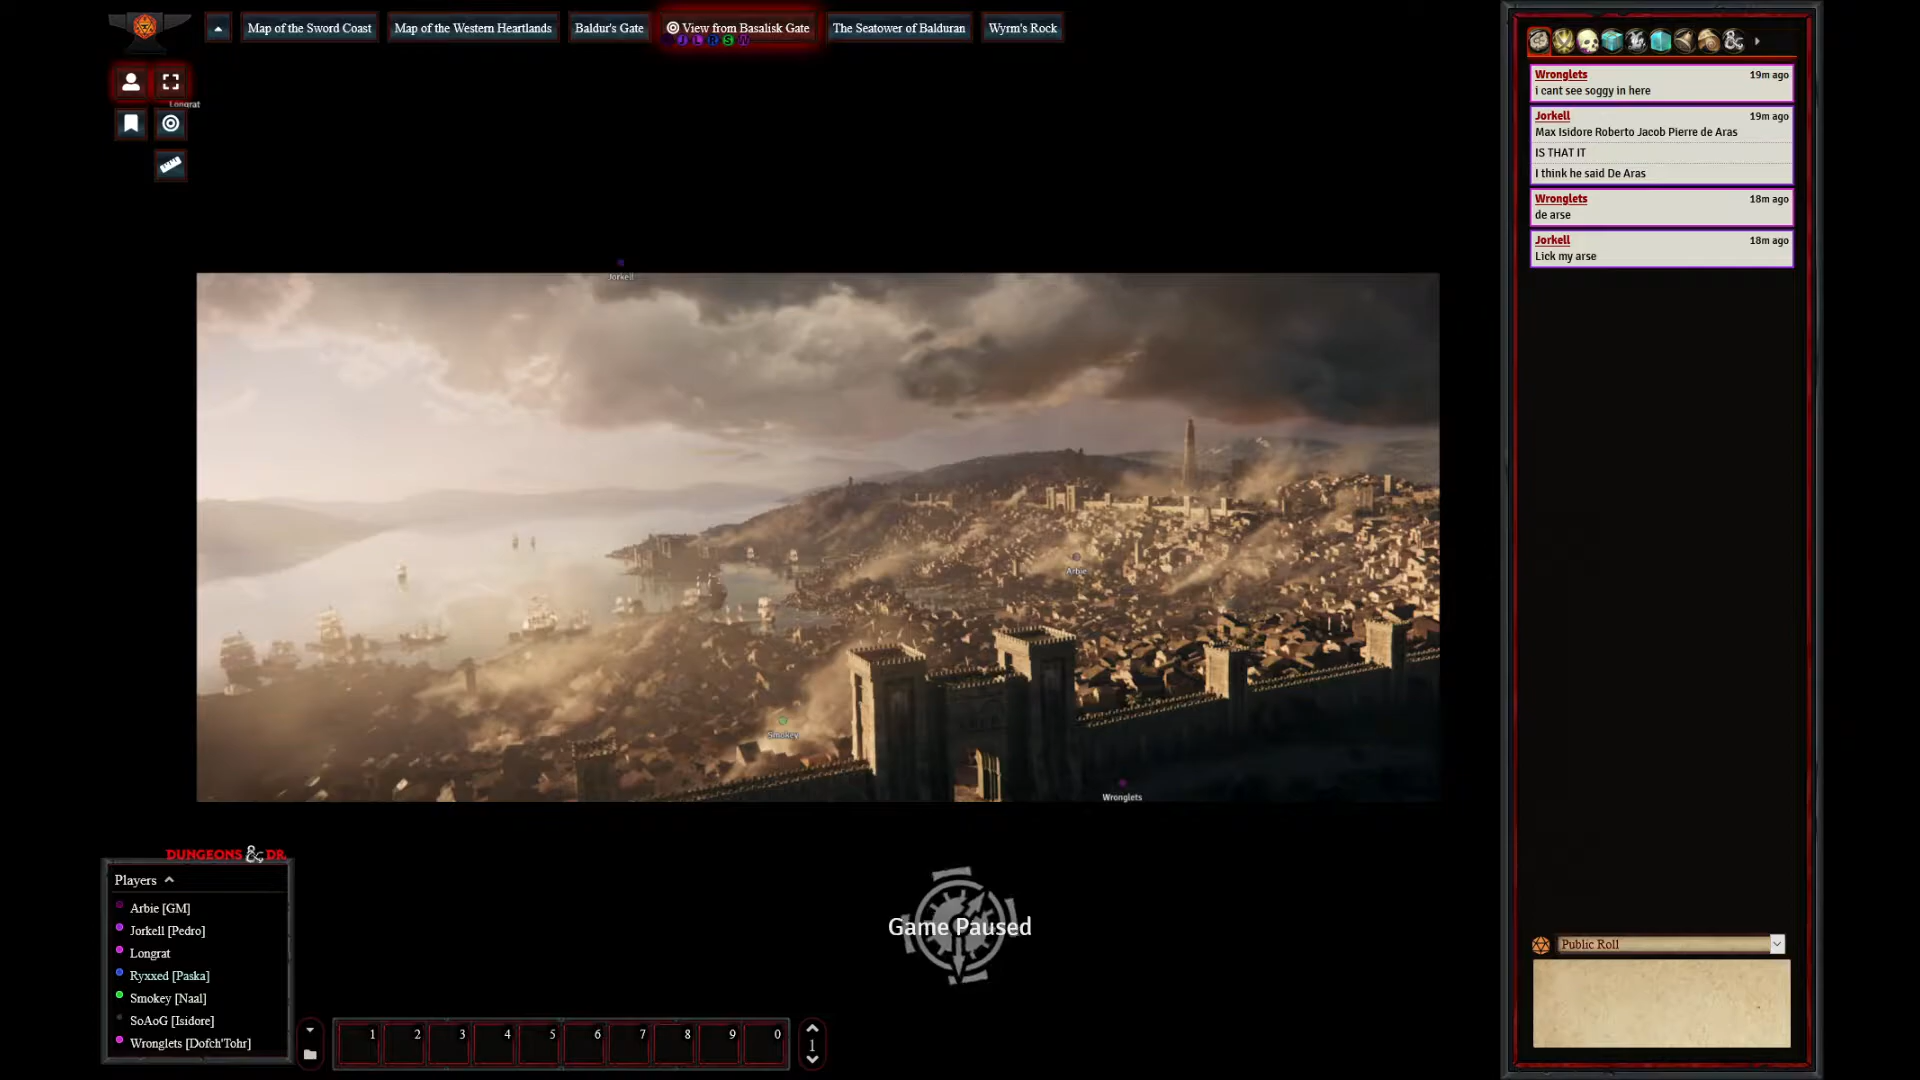 Map of the Sword Coast
Map of the Western Heartlands
Baldur's Gate
View from Basalisk Gate
The Seatower of Balduran
Wyrm's Rock
J L R S
Longrat
Jorkell
Arbie
Smokey
Wronglets
Wronglets 19m ago
i cant see soggy in here
Jorkell 19m ago
Max Isidore Roberto Jacob Pierre de Aras
IS THAT IT
I think he said De Aras
Wronglets 18m ago
de arse
Jorkell 18m ago
Lick my arse
DUNGEONS & DR
Players
Arbie [GM]
Jorkell [Pedro]
Longrat
Ryxxed [Paska]
Smokey [Naal]
SoAoG [Isidore]
Wronglets [Dofch'Tohr]
1 2 3 4 5 6 7 8 9 0
1
Game Paused
Public Roll